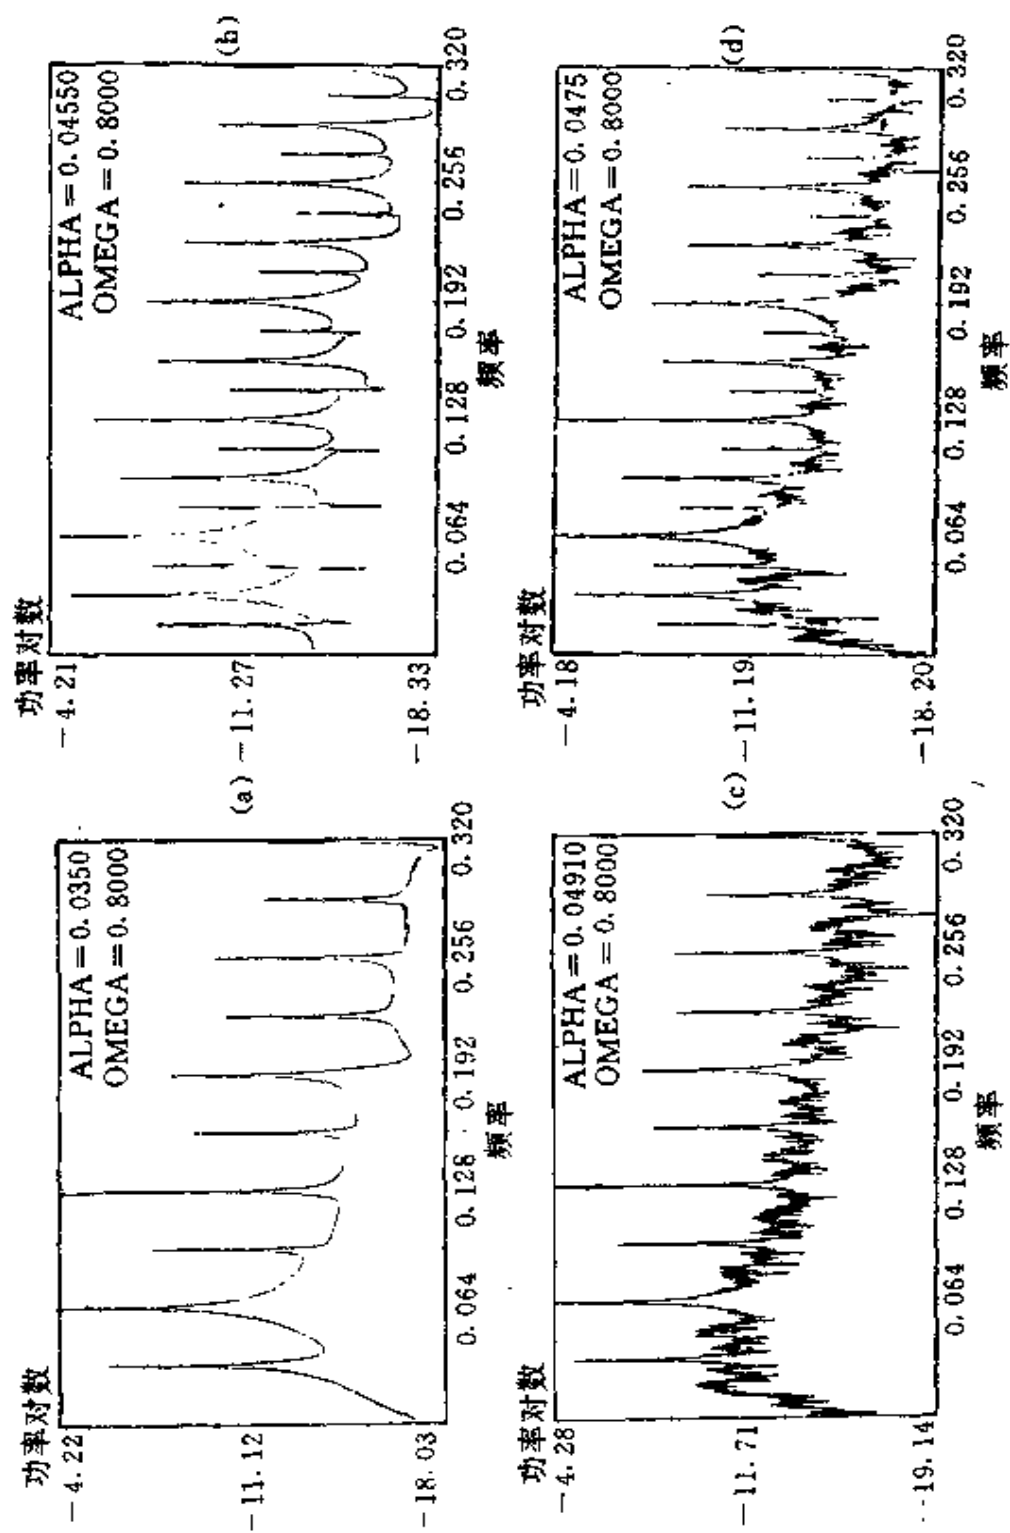 功率对数
-4.22
-11.12
-18.03
ALPHA=0.0350
OMEGA=0.8000
0.064
0.128
0.192
0.256
0.320
频率
(a)
功率对数
-4.21
-11.27
-18.33
ALPHA=0.04550
OMEGA=0.8000
0.064
0.128
0.192
0.256
0.320
频率
(b)
功率对数
-4.28
-11.71
-19.14
ALPHA=0.04910
OMEGA=0.8000
0.064
0.128
0.192
0.256
0.320
频率
(c)
功率对数
-4.18
-11.19
-18.20
ALPHA=0.0475
OMEGA=0.8000
0.064
0.128
0.192
0.256
0.320
频率
(d)